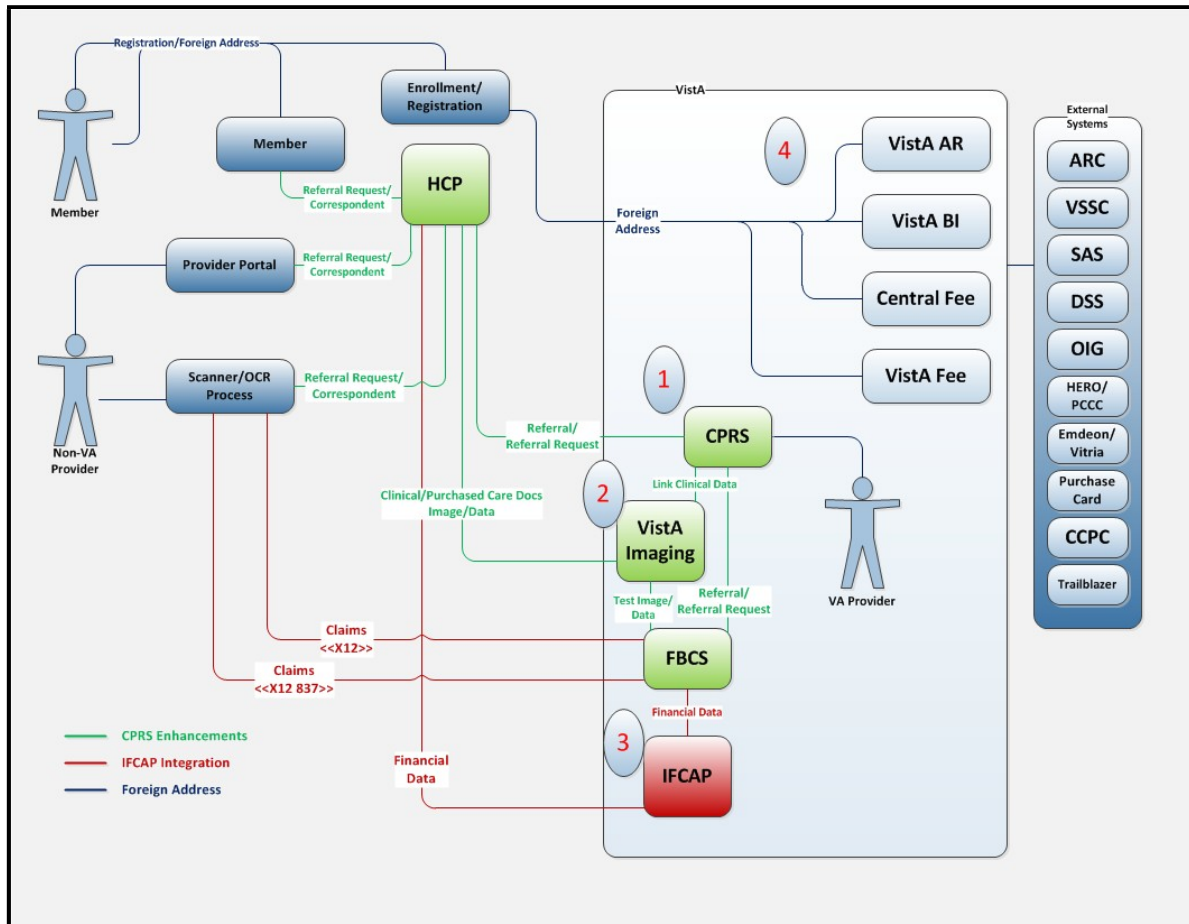 Registration/Foreign Address
Member
Enrollment/
Registration
Member
HCP
Referral Request/
Correspondent
Provider Portal
Referral Request/
Correspondent
Non-VA
Provider
Scanner/OCR
Process
Referral Request/
Correspondent
VistA
Foreign
Address
4
VistA AR
VistA BI
Central Fee
VistA Fee
1
CPRS
Referral/
Referral Request
Link Clinical Data
2
VistA
Imaging
Clinical/Purchased Care Docs
Image/Data
VA Provider
Test Image/
Data
Referral/
Referral Request
Claims
<<X12>>
Claims
<<X12 837>>
FBCS
Financial Data
3
IFCAP
Financial
Data
CPRS Enhancements
IFCAP Integration
Foreign Address
External
Systems
ARC
VSSC
SAS
DSS
OIG
HERO/
PCCC
Emdeon/
Vitria
Purchase
Card
CCPC
Trailblazer